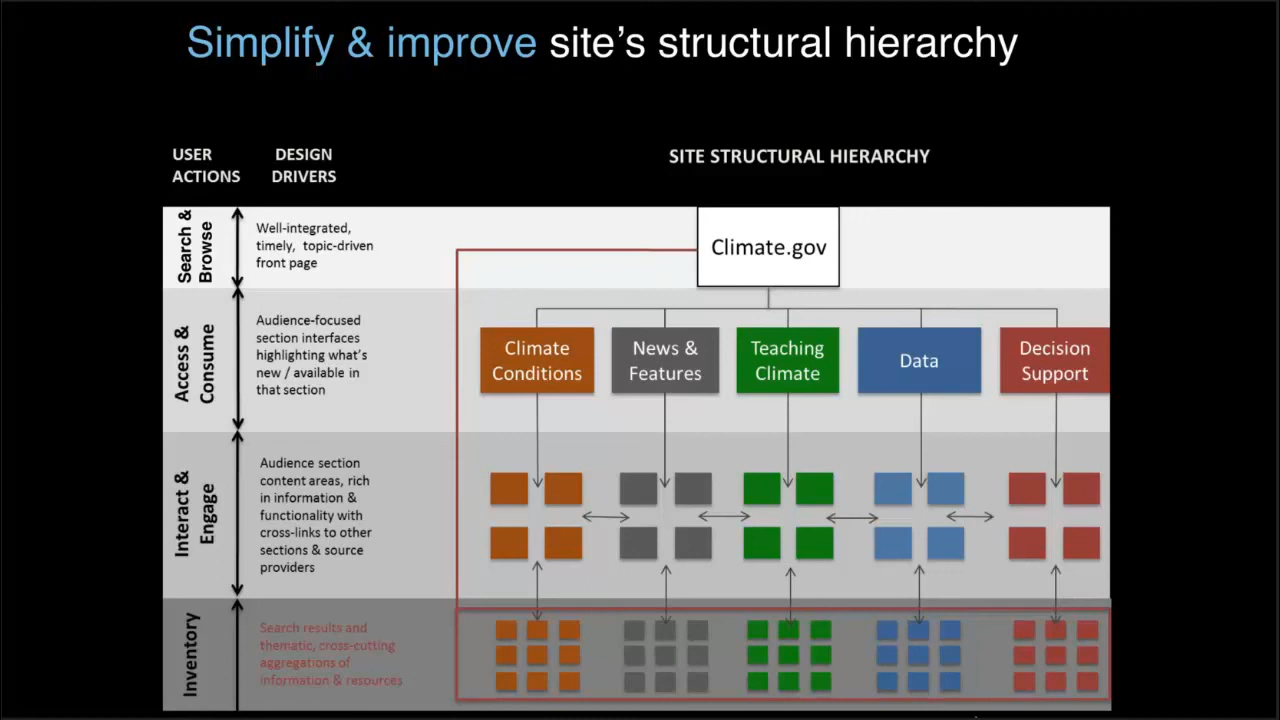 Simplify & improve site's structural hierarchy
USER
ACTIONS
DESIGN
DRIVERS
SITE STRUCTURAL HIERARCHY
Search &
Browse
Well-integrated,
timely, topic-driven
front page
Climate.gov
Access &
Consume
Audience-focused
section interfaces
highlighting what's
new / available in
that section
Climate
Conditions
News &
Features
Teaching
Climate
Data
Decision
Support
Interact &
Engage
Audience section
content areas, rich
in information &
functionality with
cross-links to other
sections & source
providers
Inventory
Search results and
thematic, cross-cutting
aggregations of
information & resources